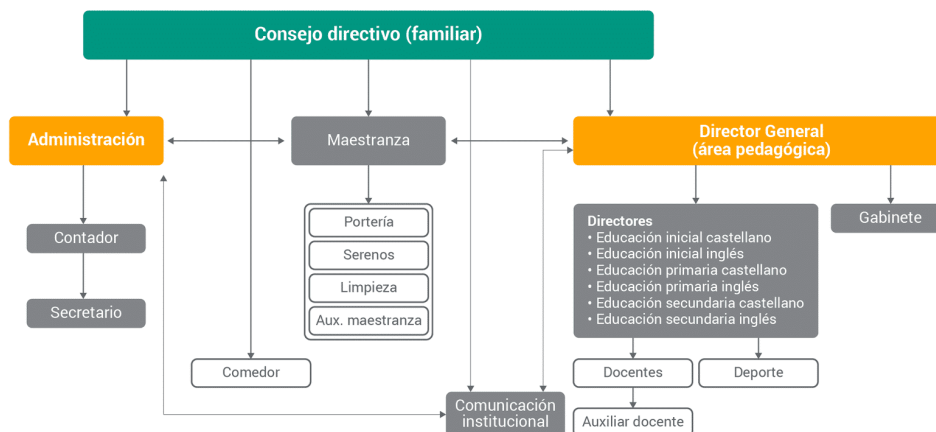 Consejo directivo (familiar)
Administración
Maestranza
Director General
(área pedagógica)
Contador
Secretario
Portería
Serenos
Limpieza
Aux. maestranza
Directores
• Educación inicial castellano
• Educación inicial inglés
• Educación primaria castellano
• Educación primaria inglés
• Educación secundaria castellano
• Educación secundaria inglés
Gabinete
Comedor
Docentes
Deporte
Comunicación
institucional
Auxiliar docente